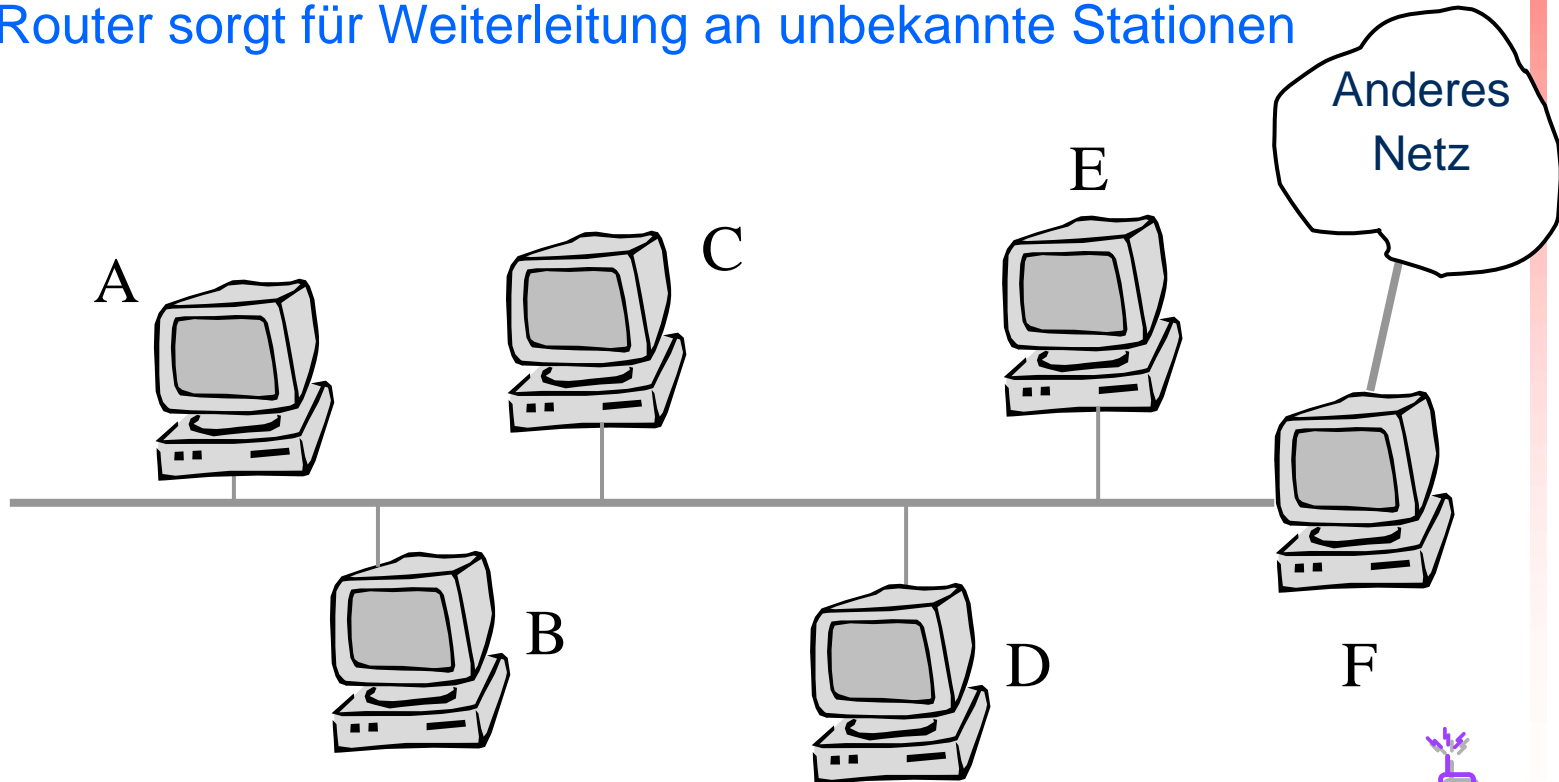 Router sorgt für Weiterleitung an unbekannte Stationen
Anderes
Netz
E
C
A
B
D
F